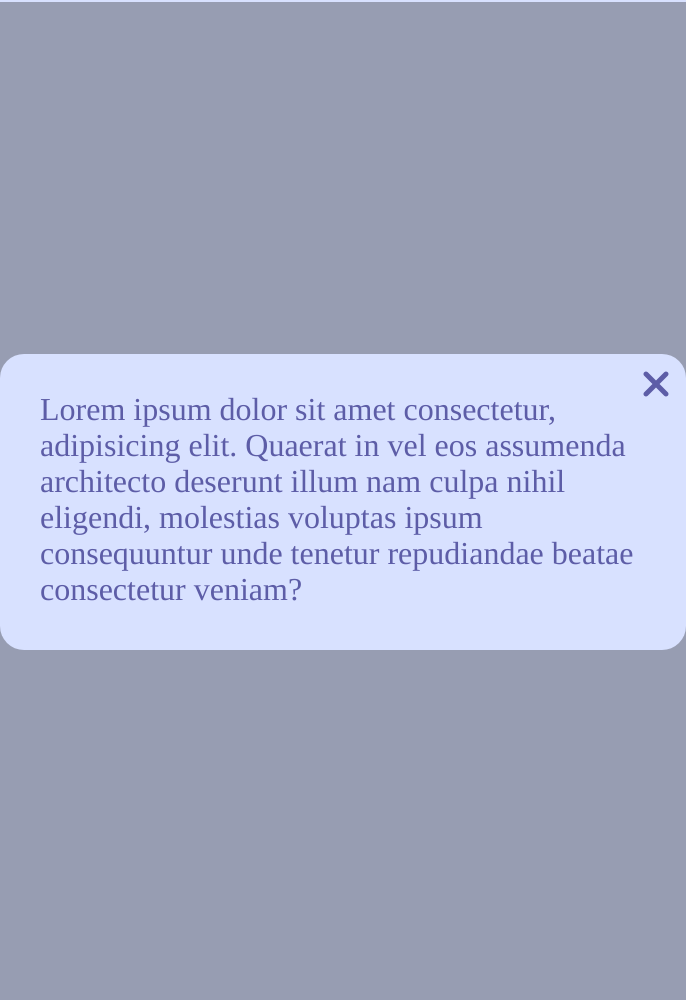 Lorem ipsum dolor sit amet consectetur,
adipisicing elit. Quaerat in vel eos assumenda
architecto deserunt illum nam culpa nihil
eligendi, molestias voluptas ipsum
consequuntur unde tenetur repudiandae beatae
consectetur veniam?